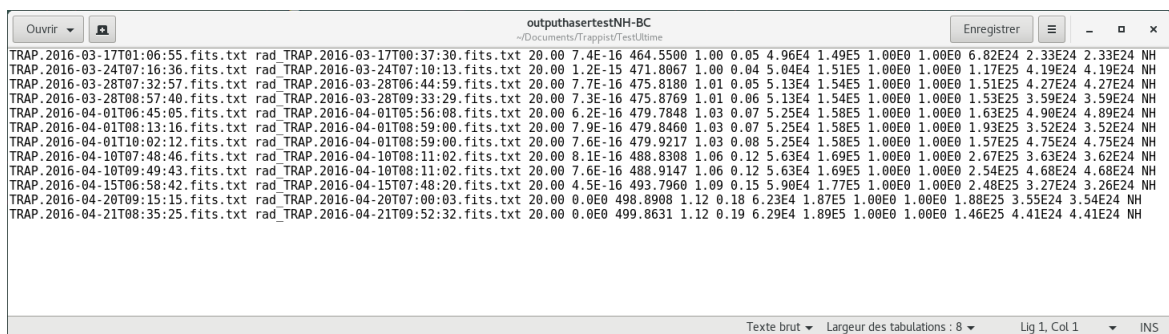 Ouvrir
outputhasertestNH-BC
~/Documents/Trappist/TestUltime
Enregistrer
TRAP.2016-03-17T01:06:55.fits.txt rad_TRAP.2016-03-17T00:37:30.fits.txt 20.00 7.4E-16 464.5500 1.00 0.05 4.96E4 1.49E5 1.00E0 1.00E0 6.82E24 2.33E24 2.33E24 NH
TRAP.2016-03-24T07:16:36.fits.txt rad_TRAP.2016-03-24T07:10:13.fits.txt 20.00 1.2E-15 471.8067 1.00 0.04 5.04E4 1.51E5 1.00E0 1.00E0 1.17E25 4.19E24 4.19E24 NH
TRAP.2016-03-28T07:32:57.fits.txt rad_TRAP.2016-03-28T06:44:59.fits.txt 20.00 7.7E-16 475.8180 1.01 0.05 5.13E4 1.54E5 1.00E0 1.00E0 1.51E25 4.27E24 4.27E24 NH
TRAP.2016-03-28T08:57:40.fits.txt rad_TRAP.2016-03-28T09:33:29.fits.txt 20.00 7.3E-16 475.8769 1.01 0.06 5.13E4 1.54E5 1.00E0 1.00E0 1.53E25 3.59E24 3.59E24 NH
TRAP.2016-04-01T06:45:05.fits.txt rad_TRAP.2016-04-01T05:56:08.fits.txt 20.00 6.2E-16 479.7848 1.03 0.07 5.25E4 1.58E5 1.00E0 1.00E0 1.63E25 4.90E24 4.89E24 NH
TRAP.2016-04-01T08:13:16.fits.txt rad_TRAP.2016-04-01T08:59:00.fits.txt 20.00 7.9E-16 479.8460 1.03 0.07 5.25E4 1.58E5 1.00E0 1.00E0 1.93E25 3.52E24 3.52E24 NH
TRAP.2016-04-01T10:02:12.fits.txt rad_TRAP.2016-04-01T08:59:00.fits.txt 20.00 7.6E-16 479.9217 1.03 0.08 5.25E4 1.58E5 1.00E0 1.00E0 1.57E25 4.75E24 4.75E24 NH
TRAP.2016-04-10T07:48:46.fits.txt rad_TRAP.2016-04-10T08:11:02.fits.txt 20.00 8.1E-16 488.8308 1.06 0.12 5.63E4 1.69E5 1.00E0 1.00E0 2.67E25 3.63E24 3.62E24 NH
TRAP.2016-04-10T09:49:43.fits.txt rad_TRAP.2016-04-10T08:11:02.fits.txt 20.00 7.6E-16 488.9147 1.06 0.12 5.63E4 1.69E5 1.00E0 1.00E0 2.54E25 4.68E24 4.68E24 NH
TRAP.2016-04-15T06:58:42.fits.txt rad_TRAP.2016-04-15T07:48:20.fits.txt 20.00 4.5E-16 493.7960 1.09 0.15 5.90E4 1.77E5 1.00E0 1.00E0 2.48E25 3.27E24 3.26E24 NH
TRAP.2016-04-20T09:15:15.fits.txt rad_TRAP.2016-04-20T07:00:03.fits.txt 20.00 0.0E0 498.8908 1.12 0.18 6.23E4 1.87E5 1.00E0 1.00E0 1.88E25 3.55E24 3.54E24 NH
TRAP.2016-04-21T08:35:25.fits.txt rad_TRAP.2016-04-21T09:52:32.fits.txt 20.00 0.0E0 499.8631 1.12 0.19 6.29E4 1.89E5 1.00E0 1.00E0 1.46E25 4.41E24 4.41E24 NH
Texte brut Largeur des tabulations : 8 Lig 1, Col 1 INS